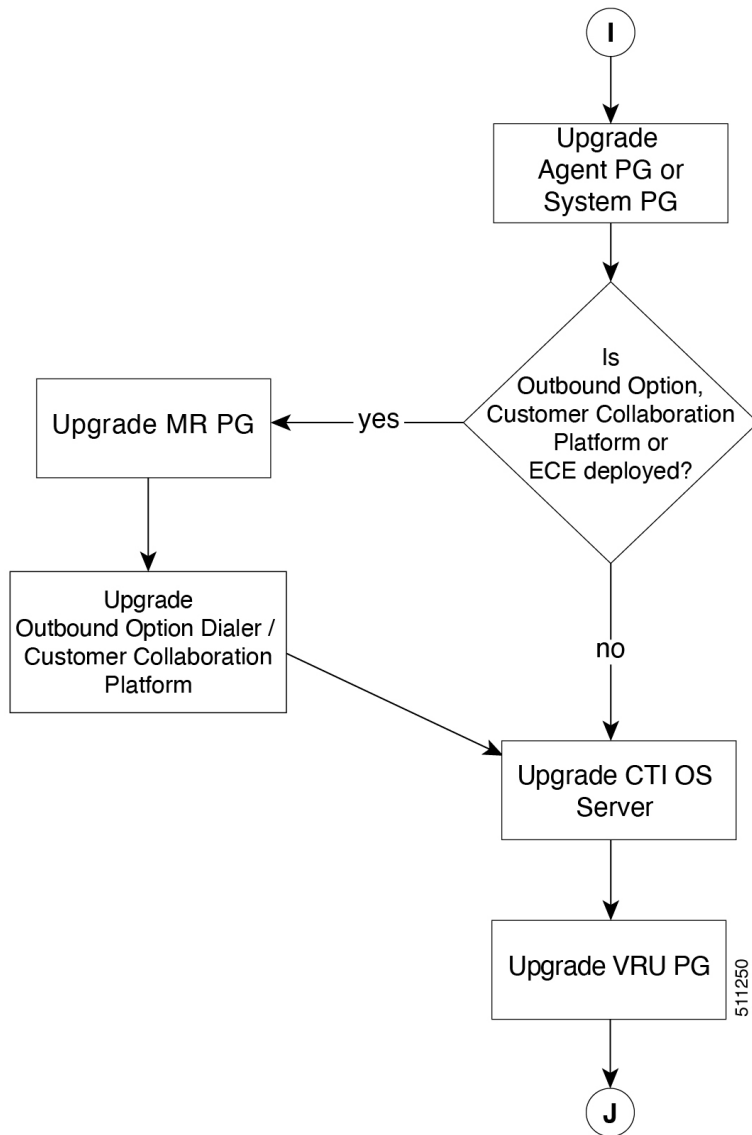 I
Upgrade
Agent PG or
System PG
Is
Outbound Option,
Customer Collaboration
Platform or
ECE deployed?
yes
Upgrade MR PG
Upgrade
Outbound Option Dialer /
Customer Collaboration
Platform
no
Upgrade CTI OS
Server
Upgrade VRU PG
511250
J